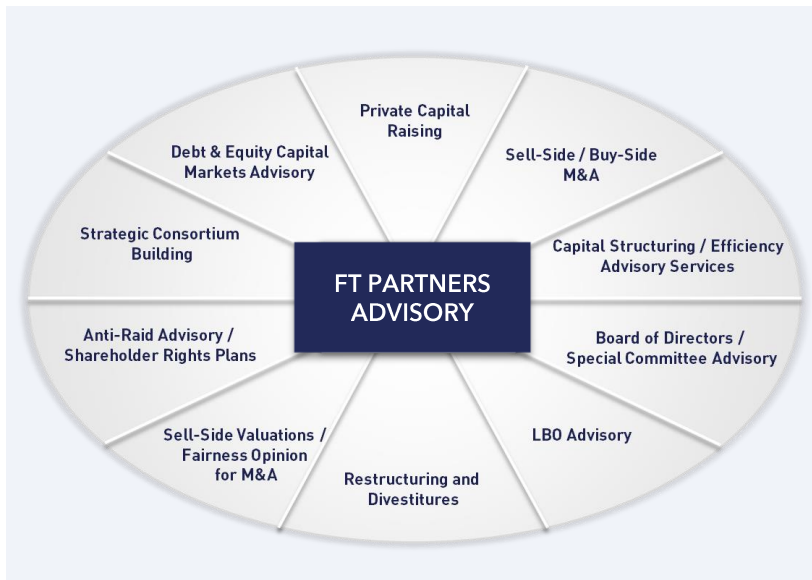 Private Capital
Raising
Debt & Equity Capital
Markets Advisory
Sell-Side / Buy-Side
M&A
Strategic Consortium
Building
Capital Structuring / Efficiency
Advisory Services
FT PARTNERS
ADVISORY
Anti-Raid Advisory /
Shareholder Rights Plans
Board of Directors /
Special Committee Advisory
Sell-Side Valuations /
Fairness Opinion
for M&A
LBO Advisory
Restructuring and
Divestitures